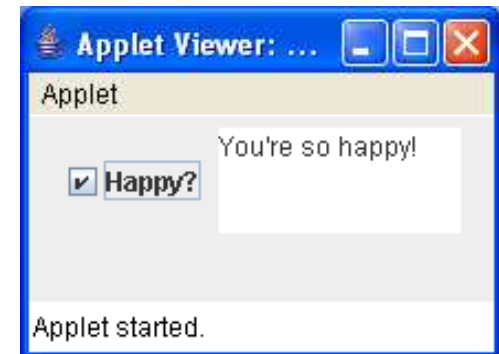 Applet Viewer: ...
Applet
You're so happy!
Happy?
Applet started.